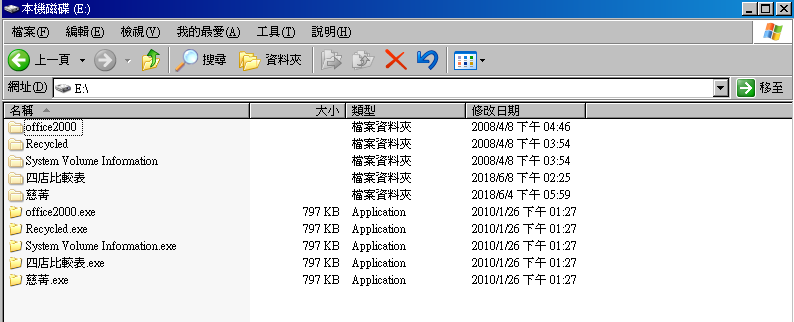 本機磁碟 (E:)
檔案(F) 編輯(E) 檢視(V) 我的最愛(A) 工具(T) 說明(H)
上一頁 搜尋 資料夾
網址(D) E:\ 移至
名稱 大小 類型 修改日期
office2000 檔案資料夾 2008/4/8 下午 04:46
Recycled 檔案資料夾 2008/4/8 下午 03:54
System Volume Information 檔案資料夾 2008/4/8 下午 03:54
四店比較表 檔案資料夾 2018/6/8 下午 02:25
慈菁 檔案資料夾 2018/6/4 下午 05:59
office2000.exe 797 KB Application 2010/1/26 下午 01:27
Recycled.exe 797 KB Application 2010/1/26 下午 01:27
System Volume Information.exe 797 KB Application 2010/1/26 下午 01:27
四店比較表.exe 797 KB Application 2010/1/26 下午 01:27
慈菁.exe 797 KB Application 2010/1/26 下午 01:27